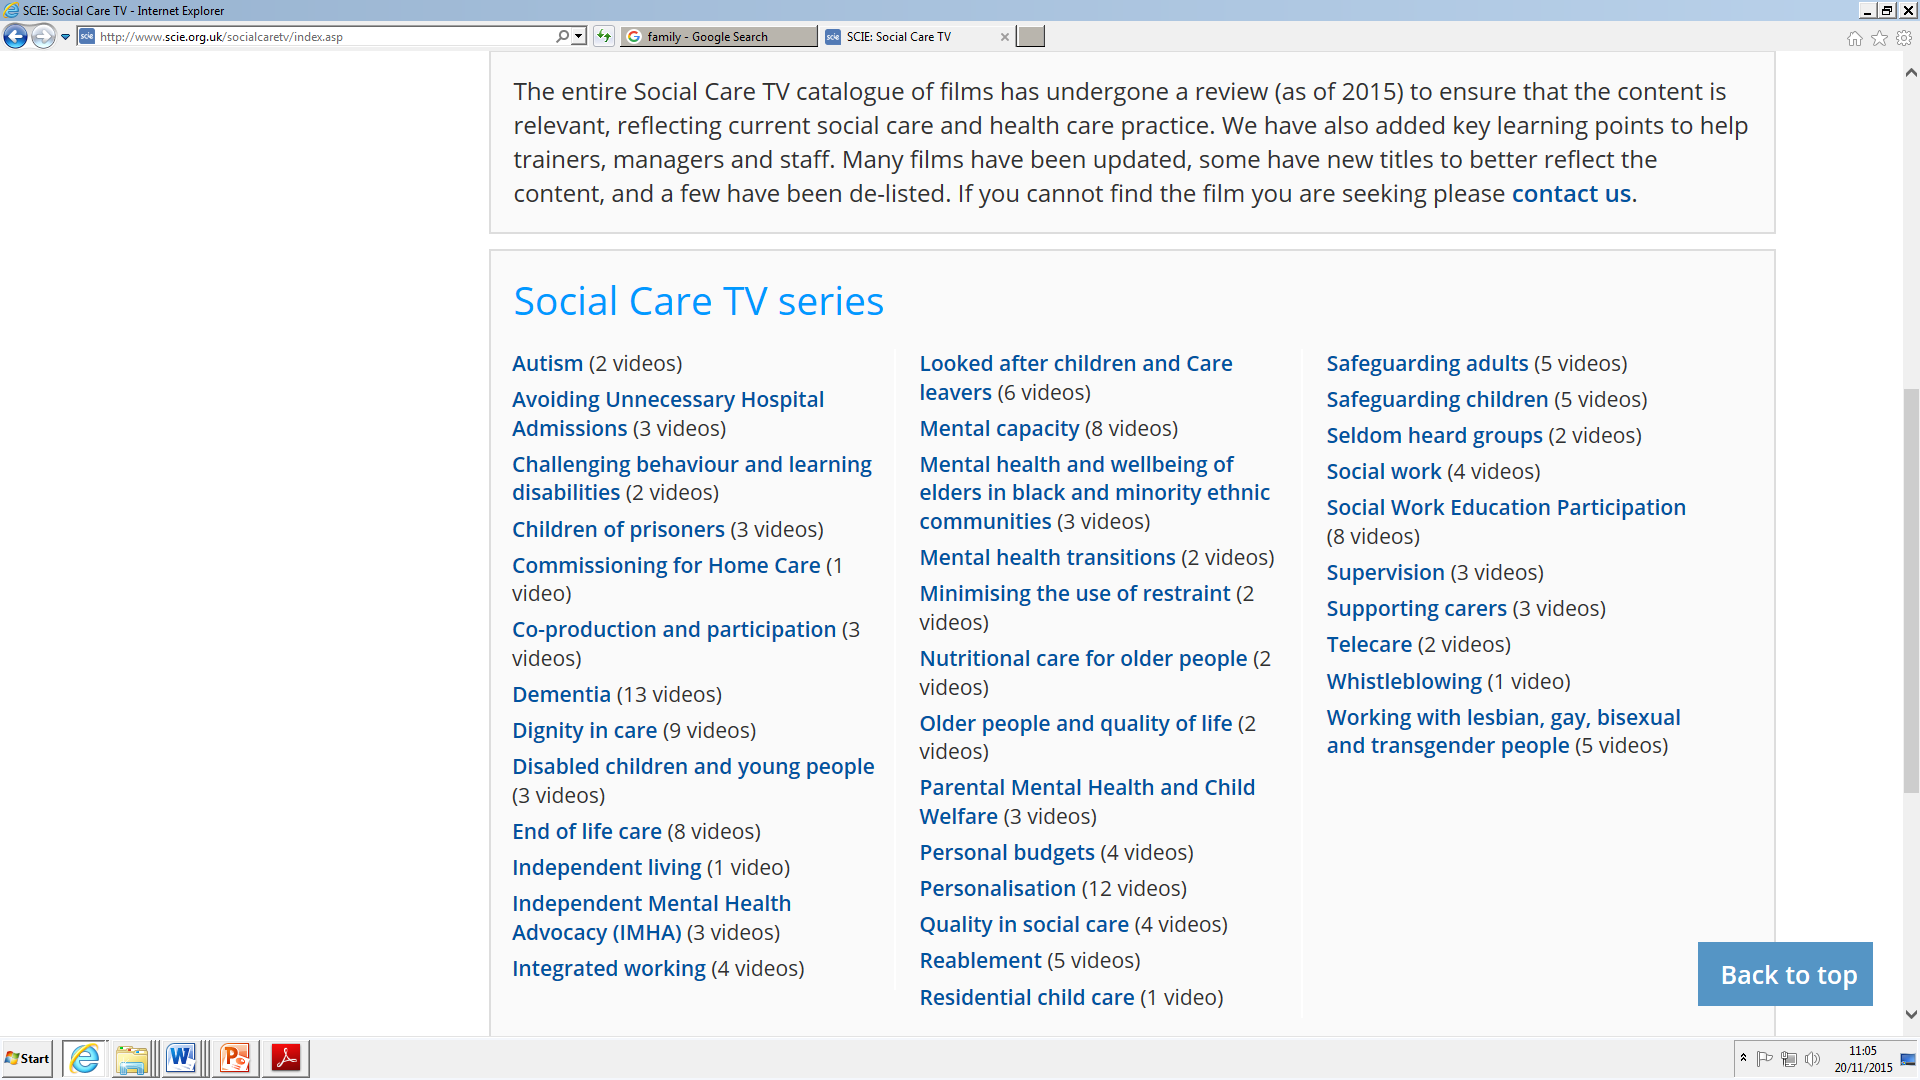 SCIE: Social Care TV - Internet Explorer
http://www.scie.org.uk/socialcaretv/index.asp
family - Google Search
SCIE: Social Care TV
The entire Social Care TV catalogue of films has undergone a review (as of 2015) to ensure that the content is
relevant, reflecting current social care and health care practice. We have also added key learning points to help
trainers, managers and staff. Many films have been updated, some have new titles to better reflect the
content, and a few have been de-listed. If you cannot find the film you are seeking please contact us.
Social Care TV series
Autism (2 videos)
Avoiding Unnecessary Hospital
Admissions (3 videos)
Challenging behaviour and learning
disabilities (2 videos)
Children of prisoners (3 videos)
Commissioning for Home Care (1
video)
Co-production and participation (3
videos)
Dementia (13 videos)
Dignity in care (9 videos)
Disabled children and young people
(3 videos)
End of life care (8 videos)
Independent living (1 video)
Independent Mental Health
Advocacy (IMHA) (3 videos)
Integrated working (4 videos)
Looked after children and Care
leavers (6 videos)
Mental capacity (8 videos)
Mental health and wellbeing of
elders in black and minority ethnic
communities (3 videos)
Mental health transitions (2 videos)
Minimising the use of restraint (2
videos)
Nutritional care for older people (2
videos)
Older people and quality of life (2
videos)
Parental Mental Health and Child
Welfare (3 videos)
Personal budgets (4 videos)
Personalisation (12 videos)
Quality in social care (4 videos)
Reablement (5 videos)
Residential child care (1 video)
Safeguarding adults (5 videos)
Safeguarding children (5 videos)
Seldom heard groups (2 videos)
Social work (4 videos)
Social Work Education Participation
(8 videos)
Supervision (3 videos)
Supporting carers (3 videos)
Telecare (2 videos)
Whistleblowing (1 video)
Working with lesbian, gay, bisexual
and transgender people (5 videos)
Back to top
Start
11:05
20/11/2015